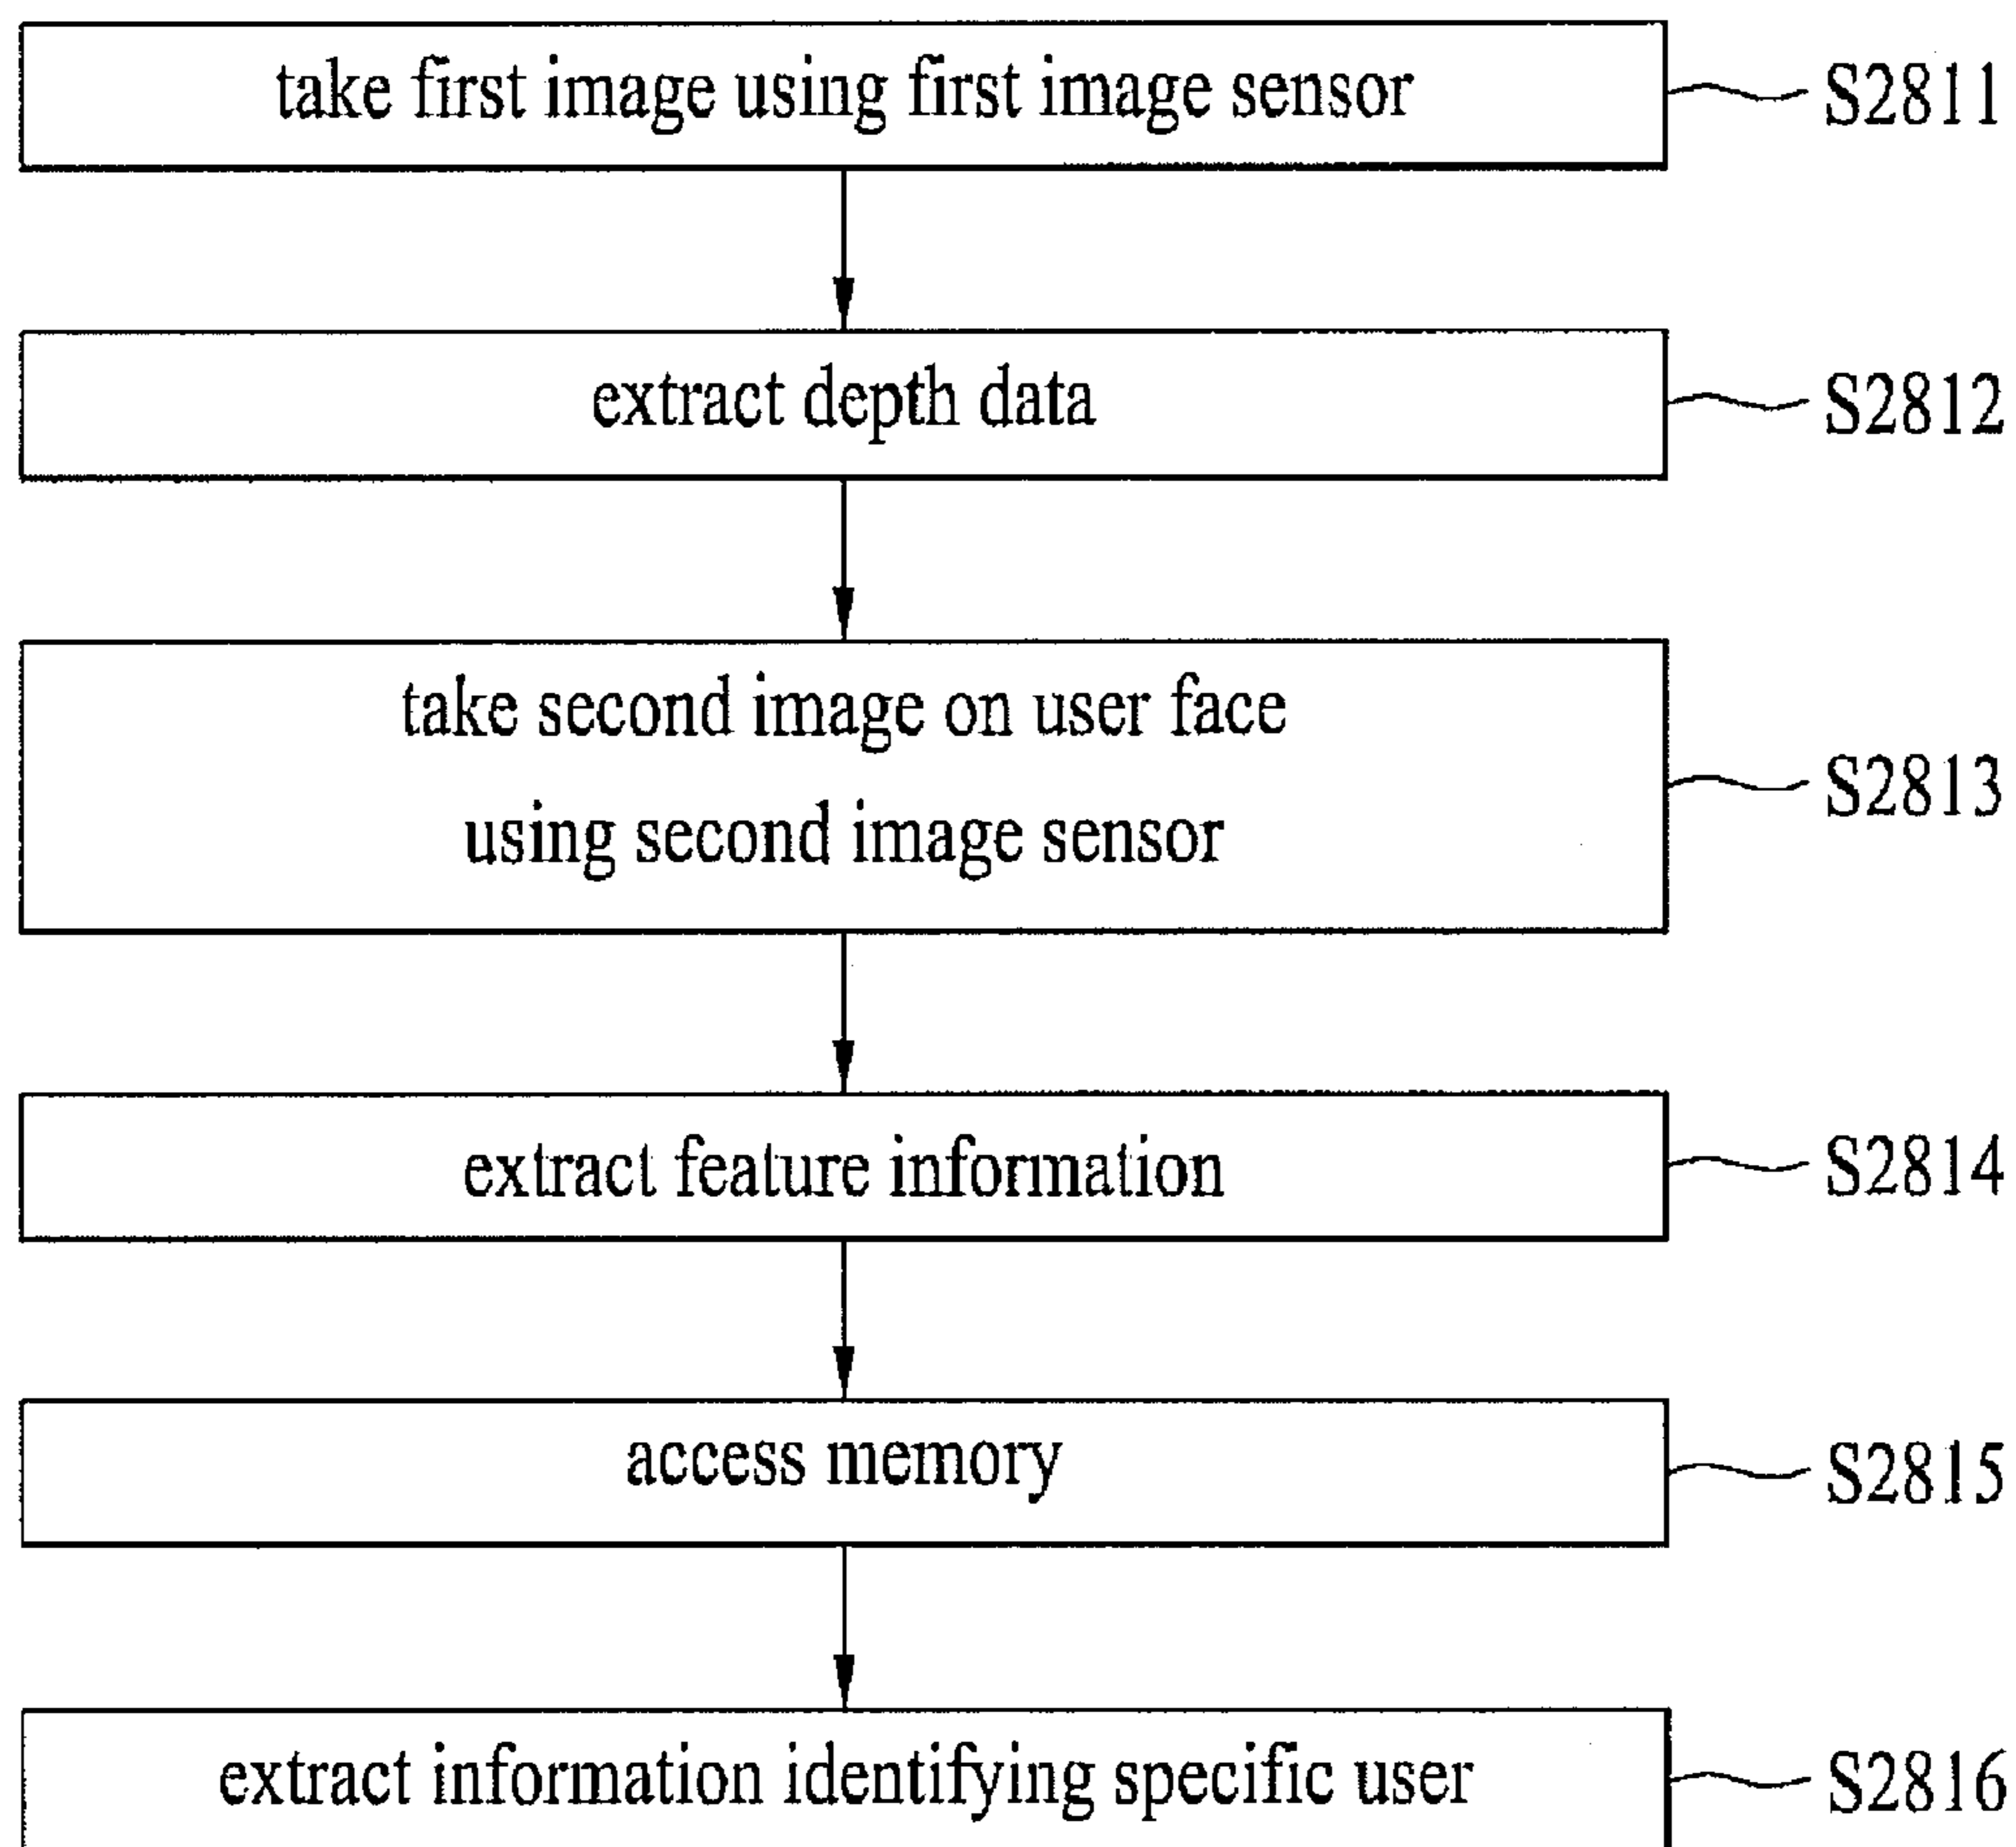 take first image using first image sensor S2811
extract depth data S2812
take second image on user face
using second image sensor S2813
extract feature information S2814
access memory S2815
extract information identifying specific user S2816